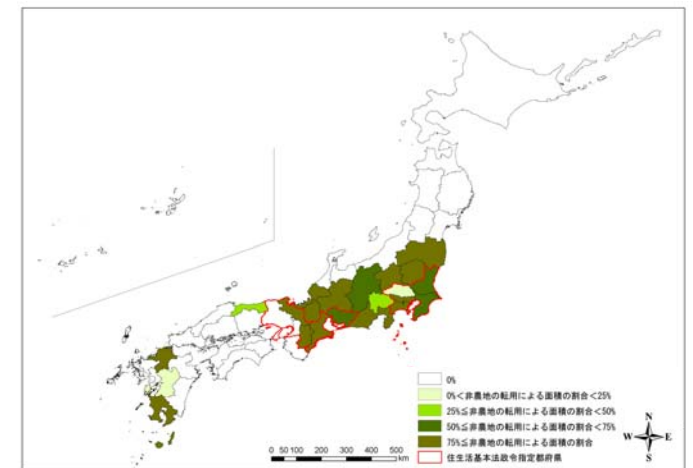 0%
0%<非農地の転用による面積の割合<25%
25%≦非農地の転用による面積の割合<50%
50%≦非農地の転用による面積の割合<75%
75%≦非農地の転用による面積の割合
住生活基本法政令指定都府県
0 50 100 200 300 400 500
km
N
W E
S